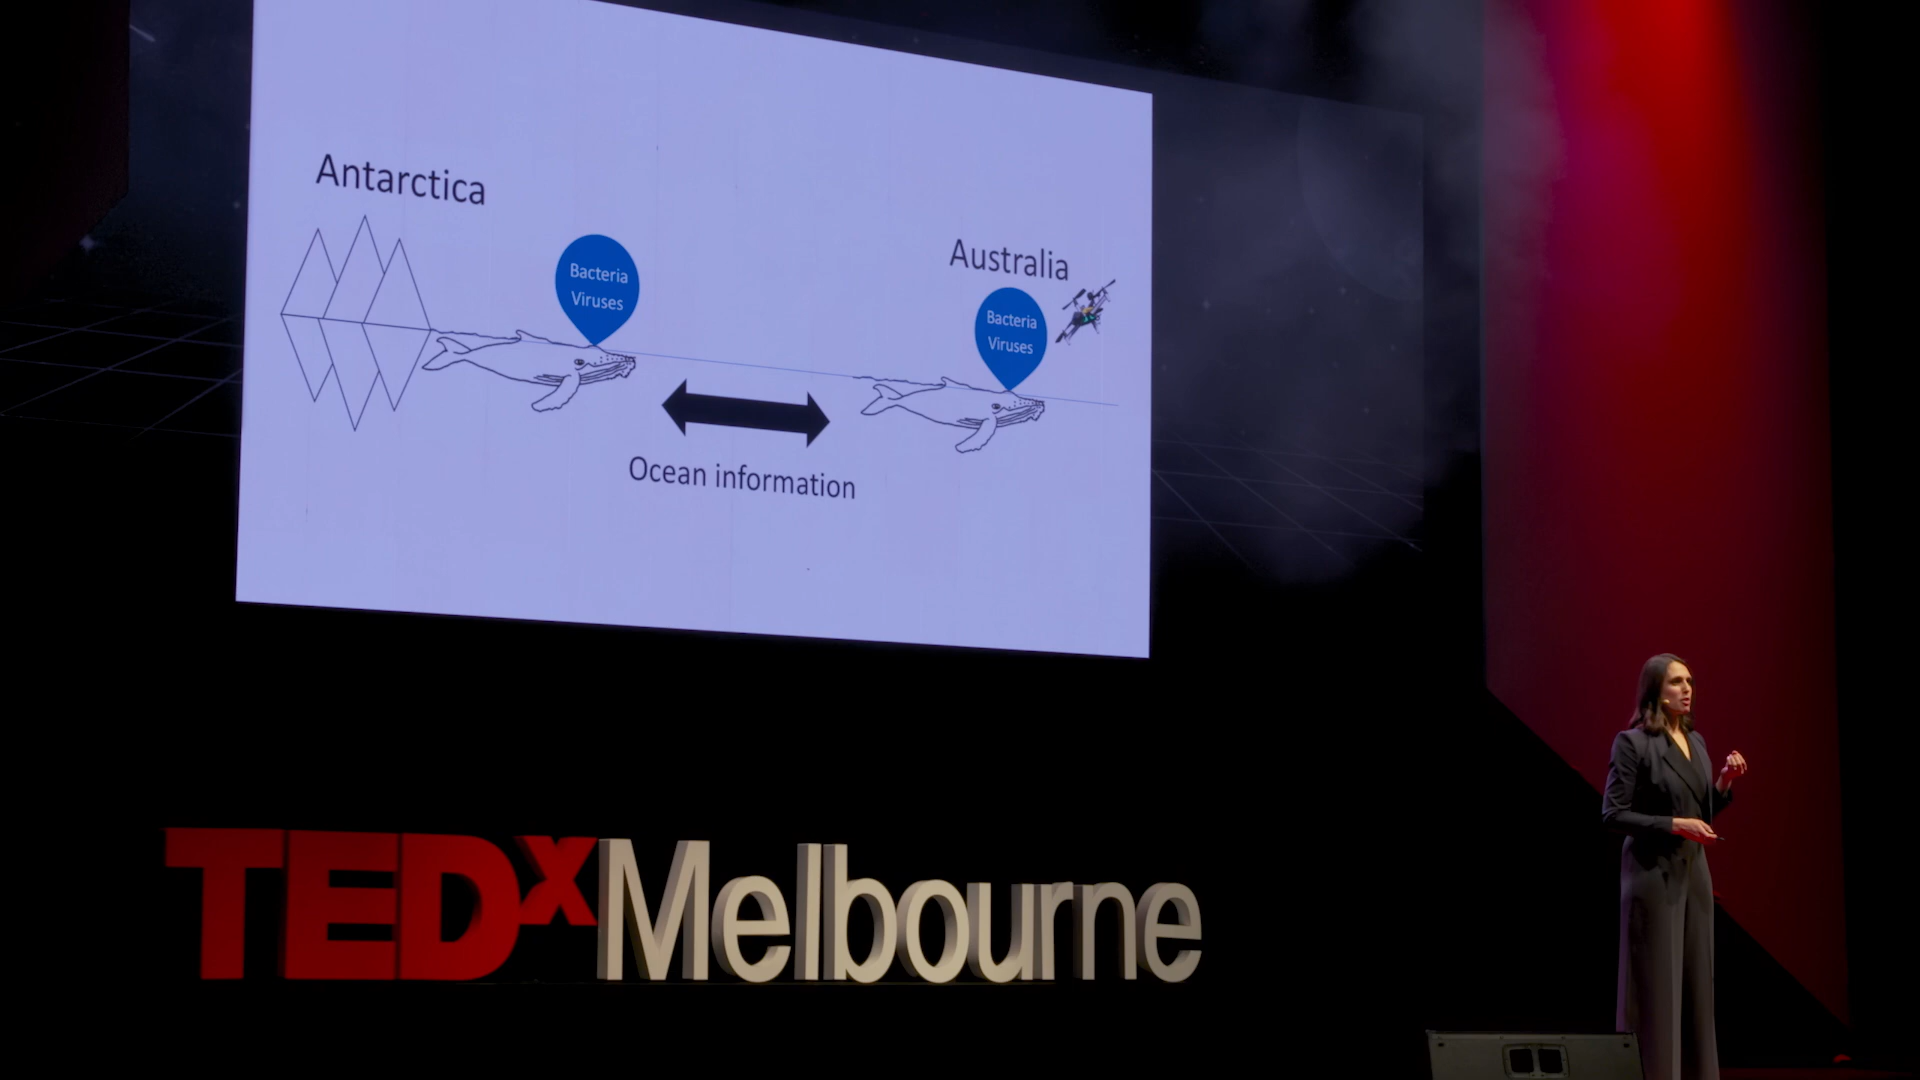 Antarctica
Bacteria
Viruses
Australia
Bacteria
Viruses
Ocean information
TEDxMelbourne